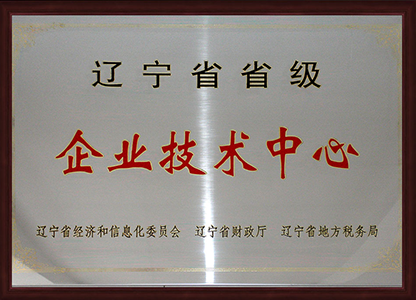 辽宁省省级
企业技术中心
辽宁省经济和信息化委员会 辽宁省财政厅 辽宁省地方税务局